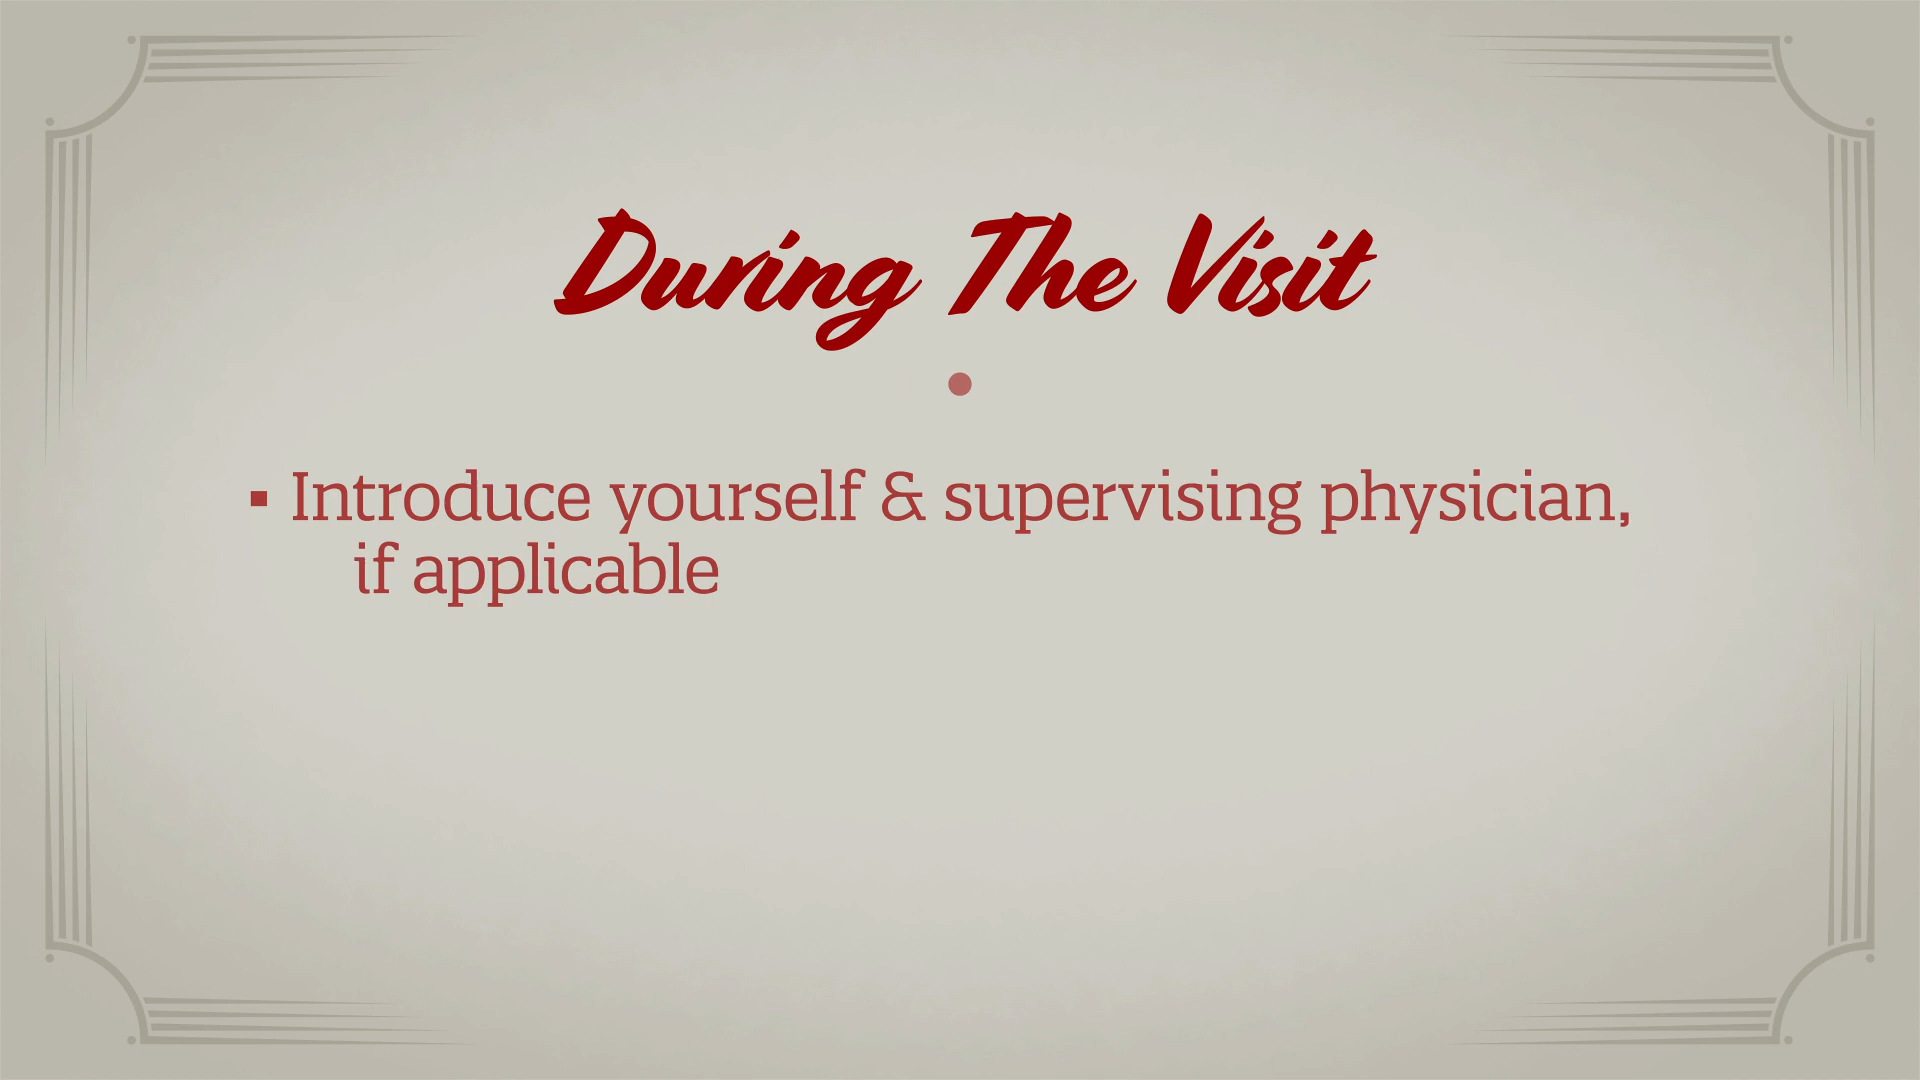 During The Visit
▪ Introduce yourself & supervising physician,
if applicable